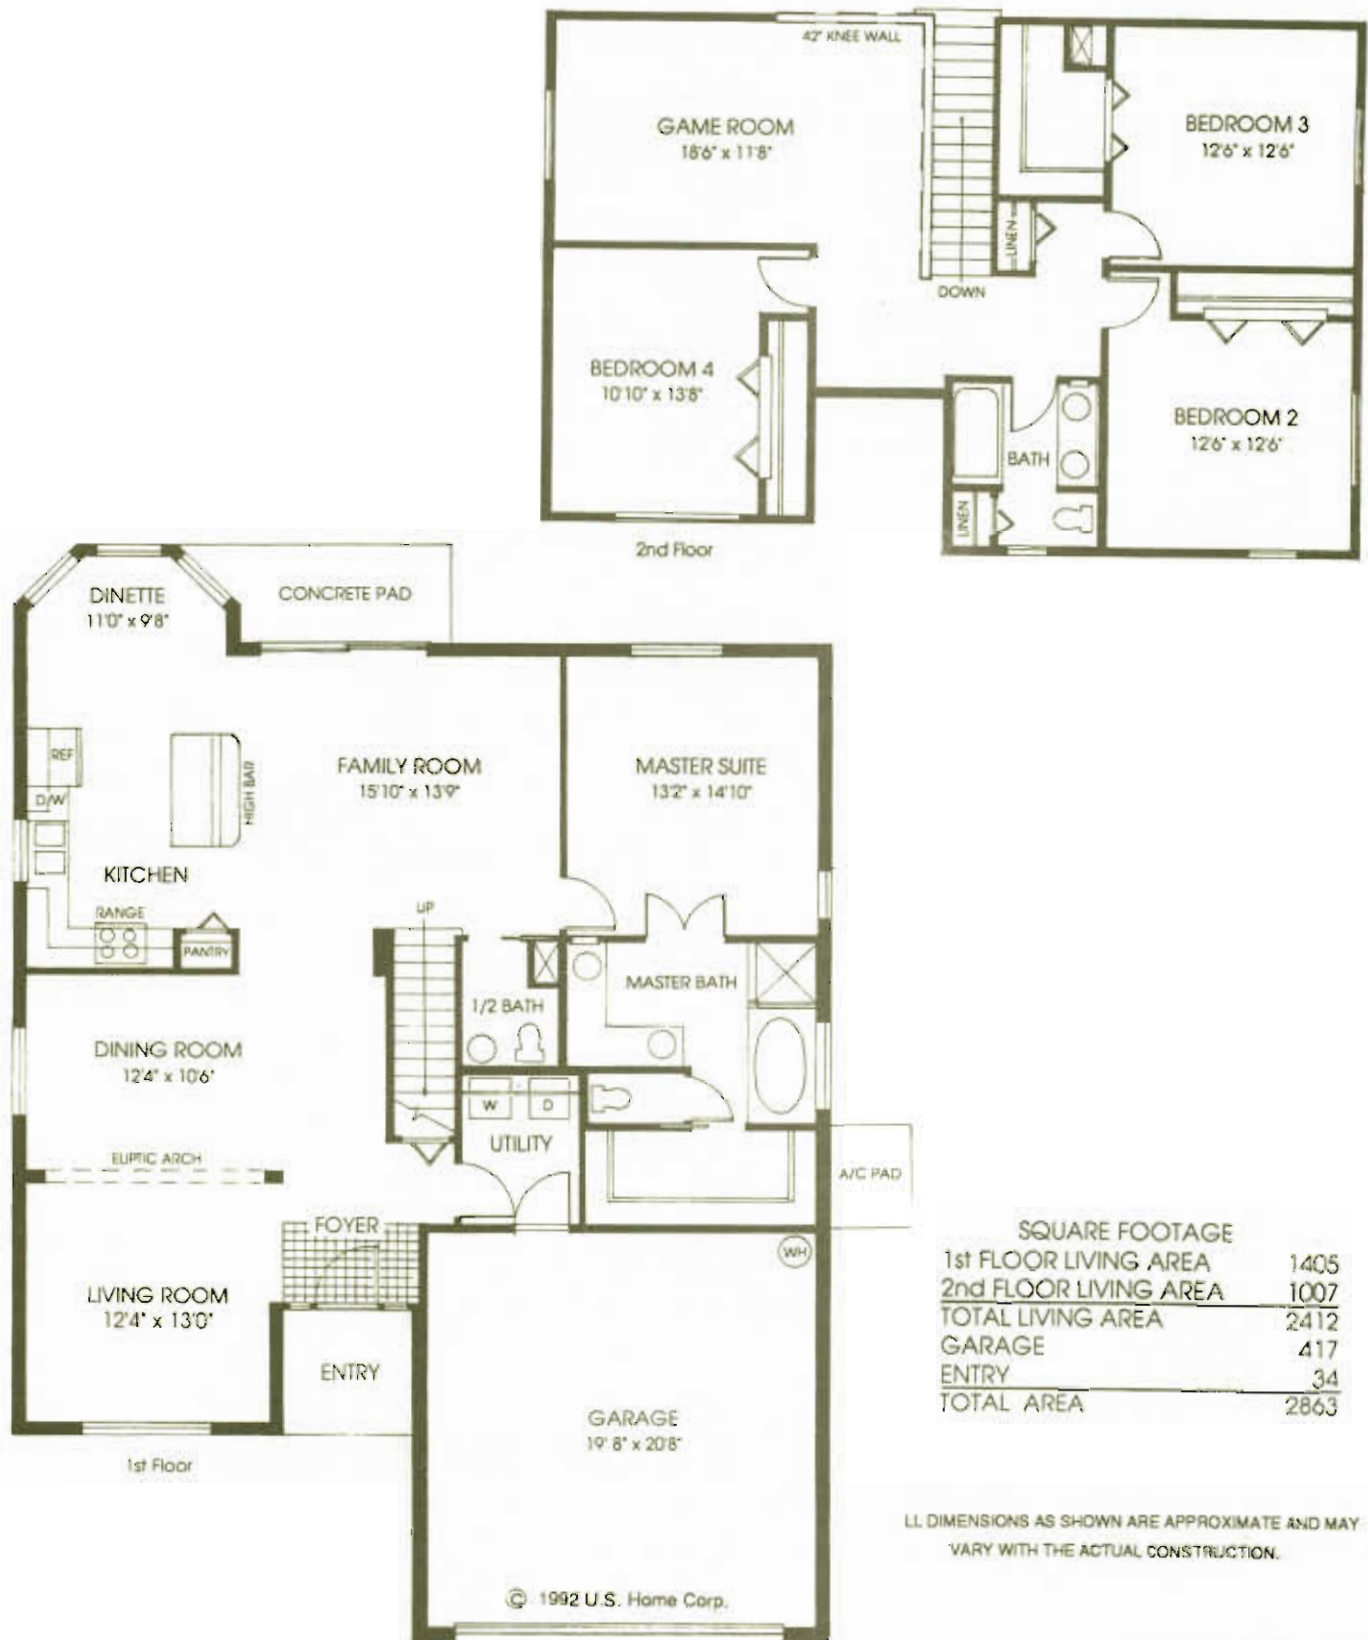 42" KNEE WALL
GAME ROOM
18'6" x 11'8"
BEDROOM 3
12'6" x 12'6"
LINEN
DOWN
BEDROOM 4
10'10" x 13'8"
BEDROOM 2
12'6" x 12'6"
BATH
LINEN
2nd Floor
DINETTE
11'0" x 9'8"
CONCRETE PAD
REF
D/W
HIGH BAR
FAMILY ROOM
15'10" x 13'9"
MASTER SUITE
13'2" x 14'10"
KITCHEN
RANGE
PANTRY
UP
1/2 BATH
MASTER BATH
DINING ROOM
12'4" x 10'6"
W
D
UTILITY
ELIPTIC ARCH
A/C PAD
FOYER
WH
LIVING ROOM
12'4" x 13'0"
ENTRY
GARAGE
19' 8" x 20'8"
1st Floor
© 1992 U.S. Home Corp.
SQUARE FOOTAGE
1st FLOOR LIVING AREA 1405
2nd FLOOR LIVING AREA 1007
TOTAL LIVING AREA 2412
GARAGE 417
ENTRY 34
TOTAL AREA 2863
LL DIMENSIONS AS SHOWN ARE APPROXIMATE AND MAY
VARY WITH THE ACTUAL CONSTRUCTION.